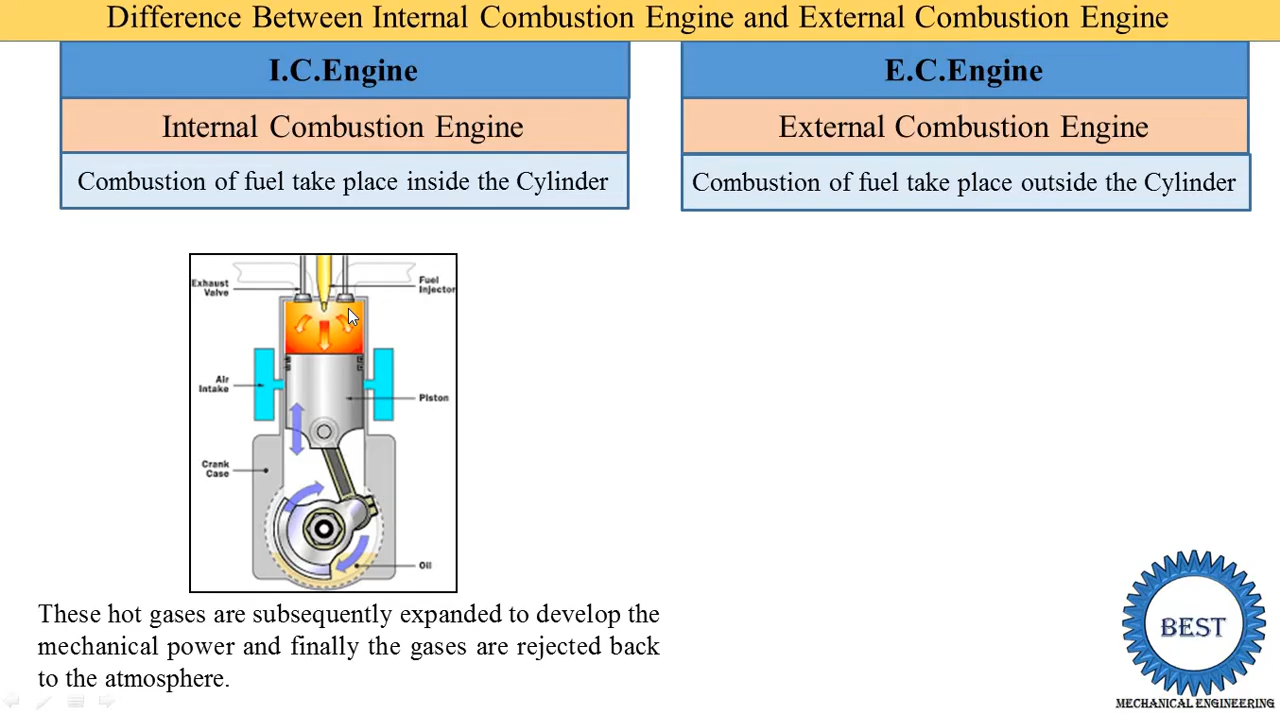 Difference Between Internal Combustion Engine and External Combustion Engine
I.C.Engine
Internal Combustion Engine
Combustion of fuel take place inside the Cylinder
E.C.Engine
External Combustion Engine
Combustion of fuel take place outside the Cylinder
Exhaust
Valve
Fuel
Injector
Air
Intake
Piston
Crank
Case
Oil
These hot gases are subsequently expanded to develop the
mechanical power and finally the gases are rejected back
to the atmosphere.
BEST
MECHANICAL ENGINEERING